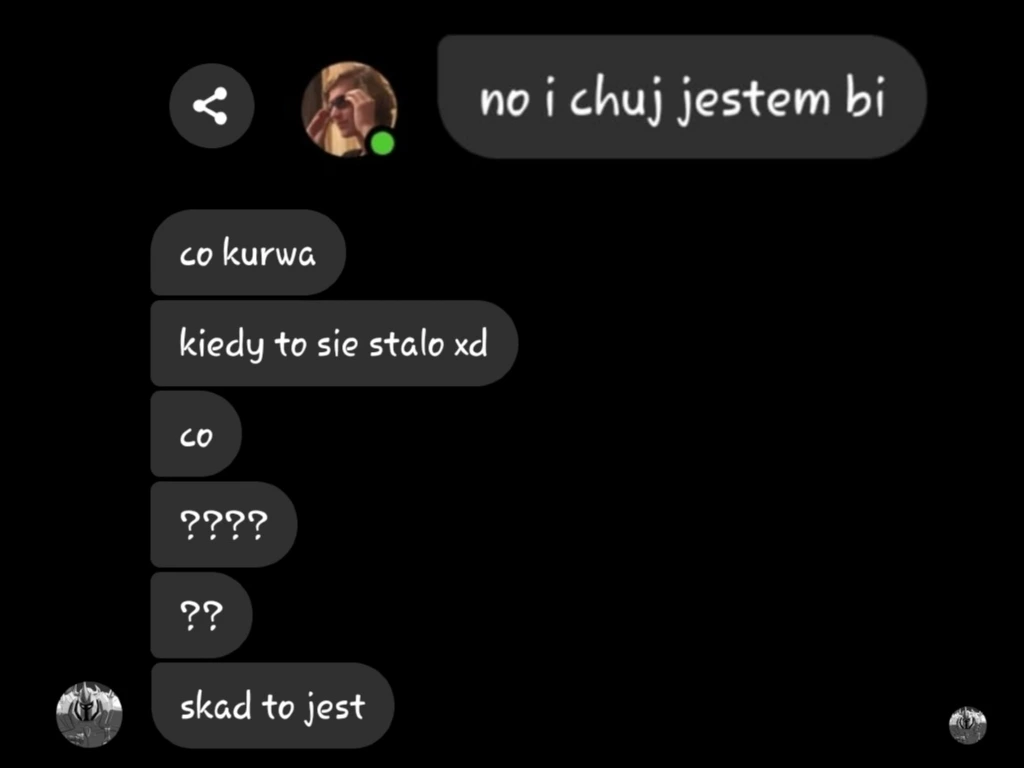 no i chuj jestem bi
co kurwa
kiedy to sie stalo xd
co
????
??
skad to jest